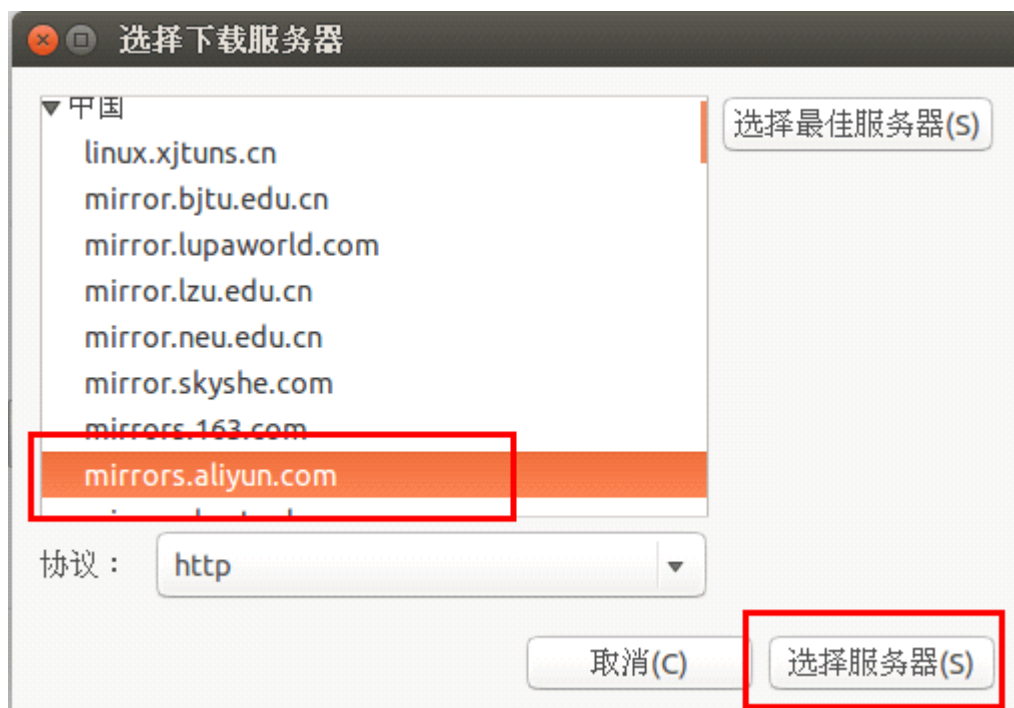 选择下载服务器
中国
选择最佳服务器(S)
linux.xjtuns.cn
mirror.bjtu.edu.cn
mirror.lupaworld.com
mirror.lzu.edu.cn
mirror.neu.edu.cn
mirror.skyshe.com
mirrors.163.com
mirrors.aliyun.com
协议：
http
取消(C)
选择服务器(S)